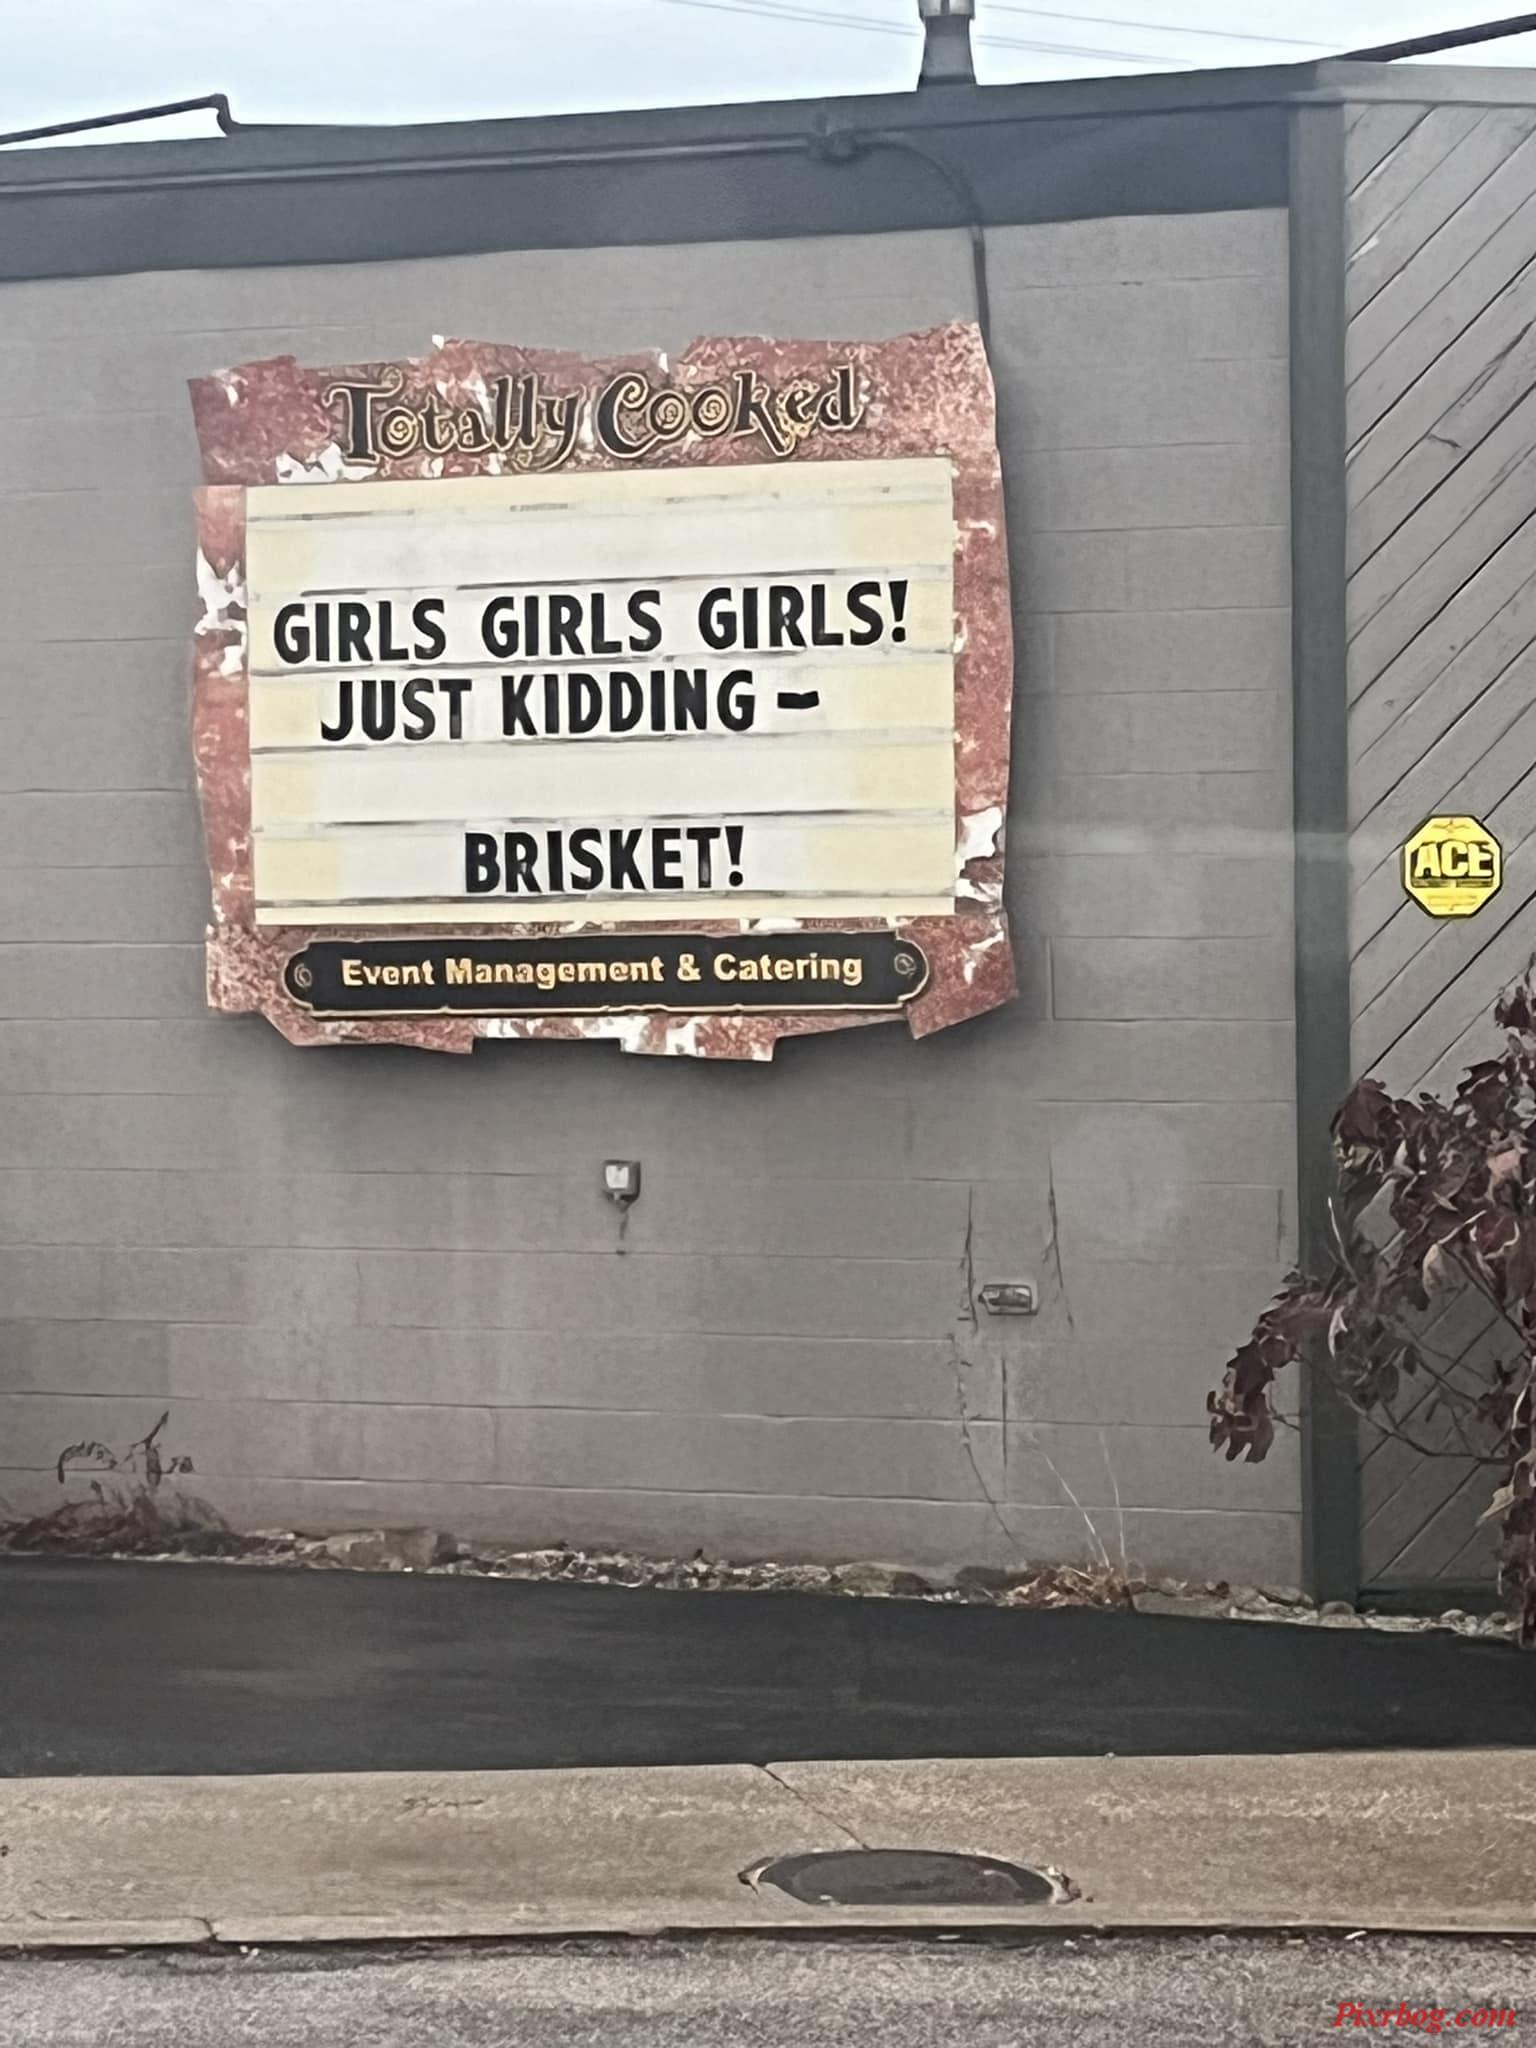 Totally Cooked
GIRLS GIRLS GIRLS!
JUST KIDDING -
BRISKET!
Event Management & Catering
ACE
Pixrbog.com